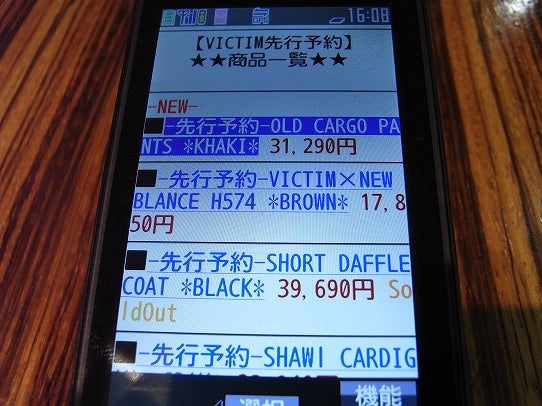 16:08
【VICTIM先行予約】
★★商品一覧★★
-NEW-
■-先行予約-OLD CARGO PA
NTS *KHAKI* 31,290円
■-先行予約-VICTIM×NEW
BLANCE H574 *BROWN* 17,8
50円
■-先行予約-SHORT DAFFLE
COAT *BLACK* 39,690円 So
ldOut
■-先行予約-SHAWl CARDIG
選択
機能